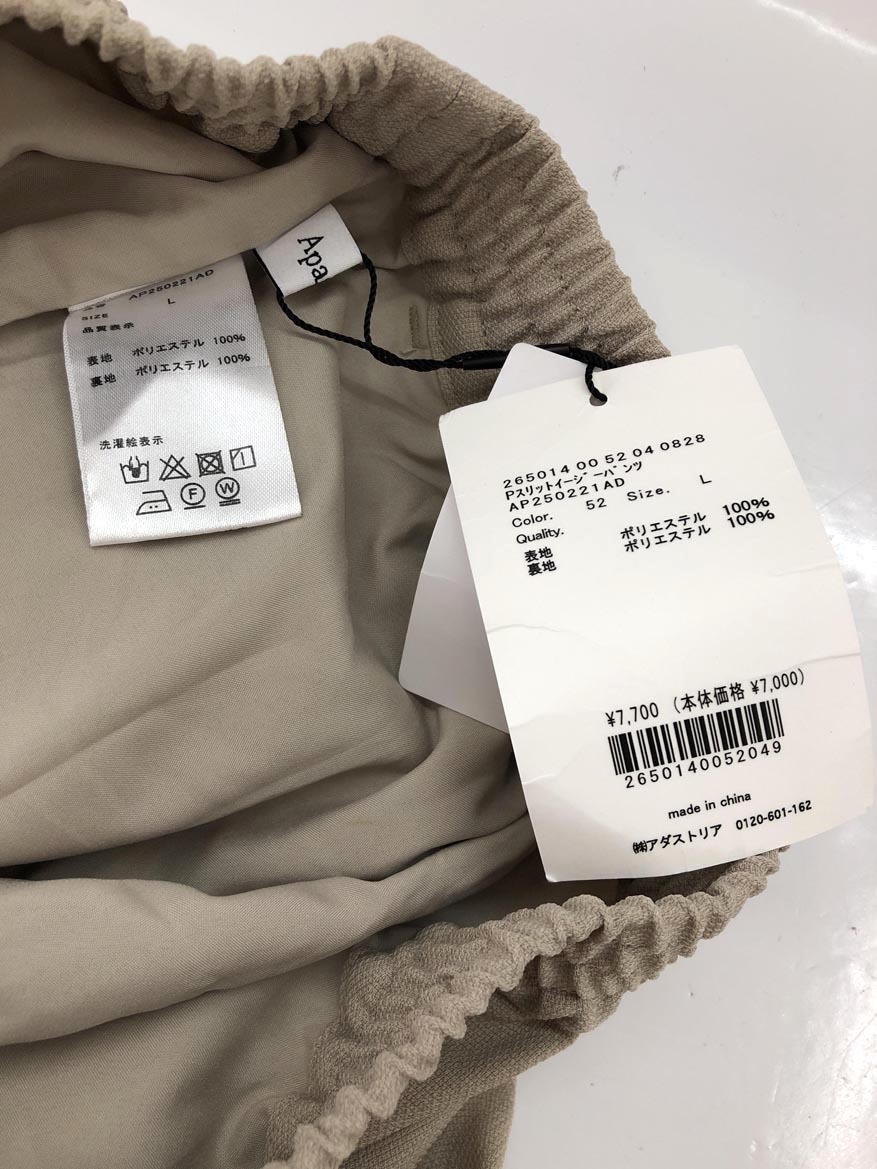 Apa
AP250221AD
SIZE L
品質表示
表地 ポリエステル 100%
裏地 ポリエステル 100%
洗濯絵表示
F W
265014 00 52 04 0828
Pスリットイージーパンツ
AP250221AD
Color. 52 Size. L
Quality.
表地 ポリエステル 100%
裏地 ポリエステル 100%
¥7,700 (本体価格 ¥7,000)
2650140052049
made in china
㈱アダストリア 0120-601-162